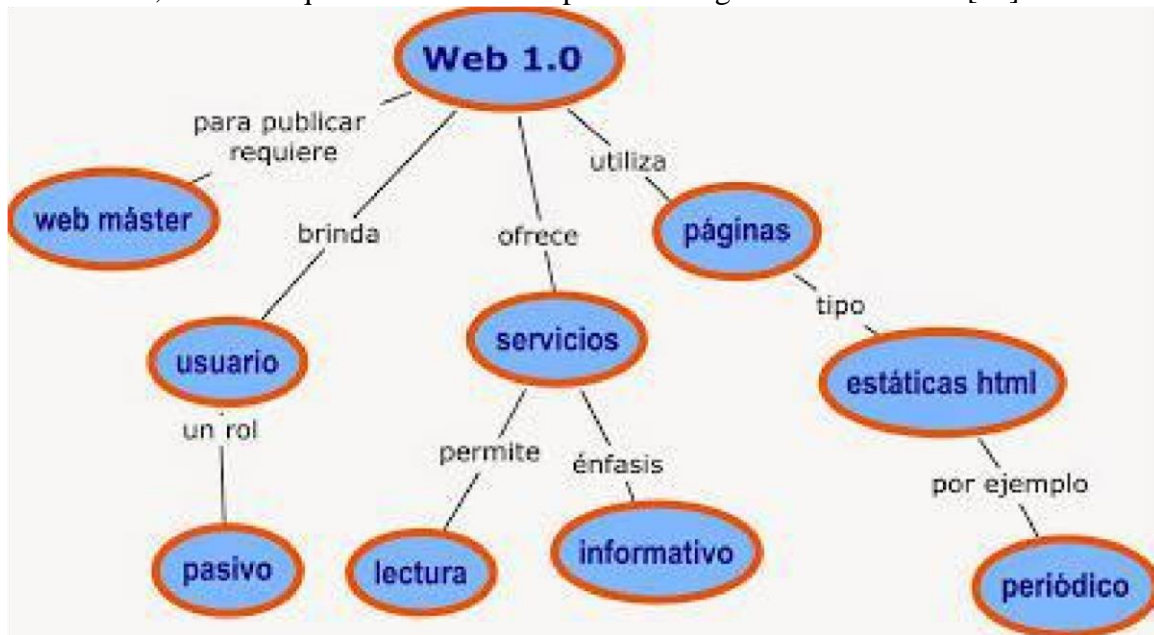 Web 1.0
para publicar
requiere
utiliza
web máster
brinda
ofrece
páginas
tipo
usuario
servicios
estáticas html
un rol
permite
énfasis
por ejemplo
pasivo
lectura
informativo
periódico